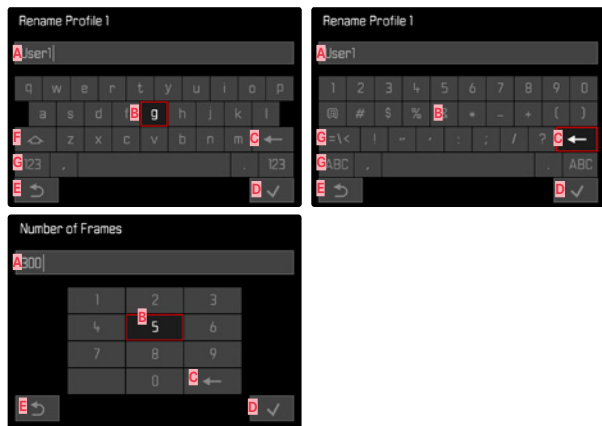 Rename Profile 1
A User1
q w e r t y u i o p
a s d f B g h j k l
F z x c v b n m C ←
G 123 , . 123
E D ✓
Rename Profile 1
A User1
1 2 3 4 5 6 7 8 9 0
@ # $ % B & * - + ( )
G =\< ! " ' : ; / ? C ←
G ABC , . ABC
E D ✓
Number of Frames
A 300
1 2 3
4 B 5 6
7 8 9
0 C ←
E D ✓